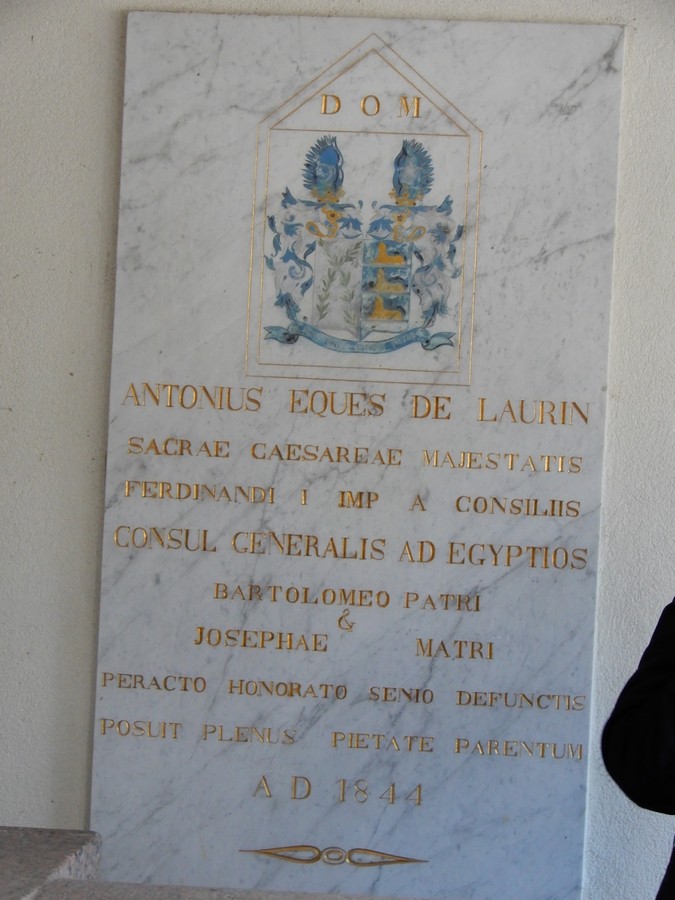 D O M
ANTONIUS EQUES DE LAURIN
SACRAE CAESAREAE MAJESTATIS
FERDINANDI I IMP A CONSILIIS
CONSUL GENERALIS AD EGYPTIOS
BARTOLOMEO PATRI
&
JOSEPHAE MATRI
PERACTO HONORATO SENIO DEFUNCTIS
POSUIT PLENUS PIETATE PARENTUM
A D 1844